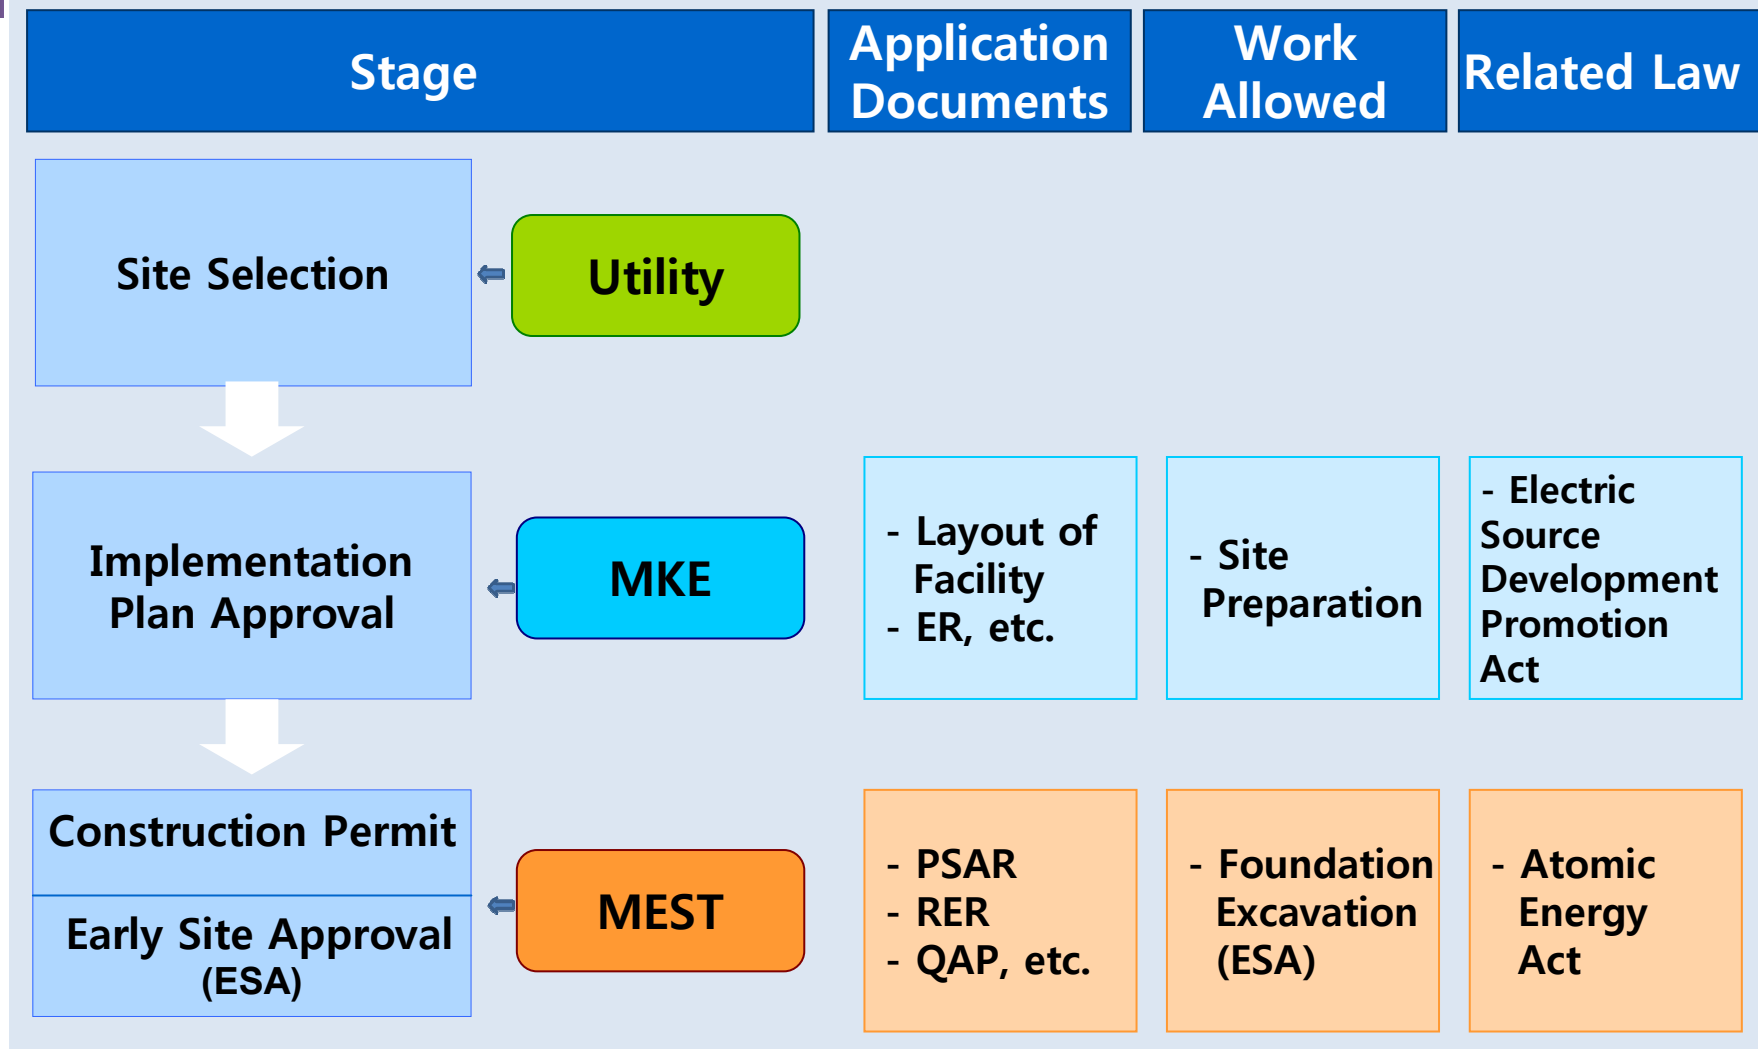 Stage
Application
Documents
Work
Allowed
Related Law
Site Selection
Utility
Implementation
Plan Approval
MKE
- Layout of
Facility
- ER, etc.
- Site
Preparation
- Electric
Source
Development
Promotion
Act
Construction Permit
Early Site Approval
(ESA)
MEST
- PSAR
- RER
- QAP, etc.
- Foundation
Excavation
(ESA)
- Atomic
Energy
Act